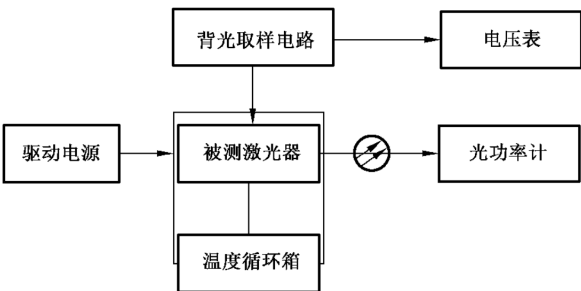 背光取样电路
电压表
驱动电源
被测激光器
光功率计
温度循环箱